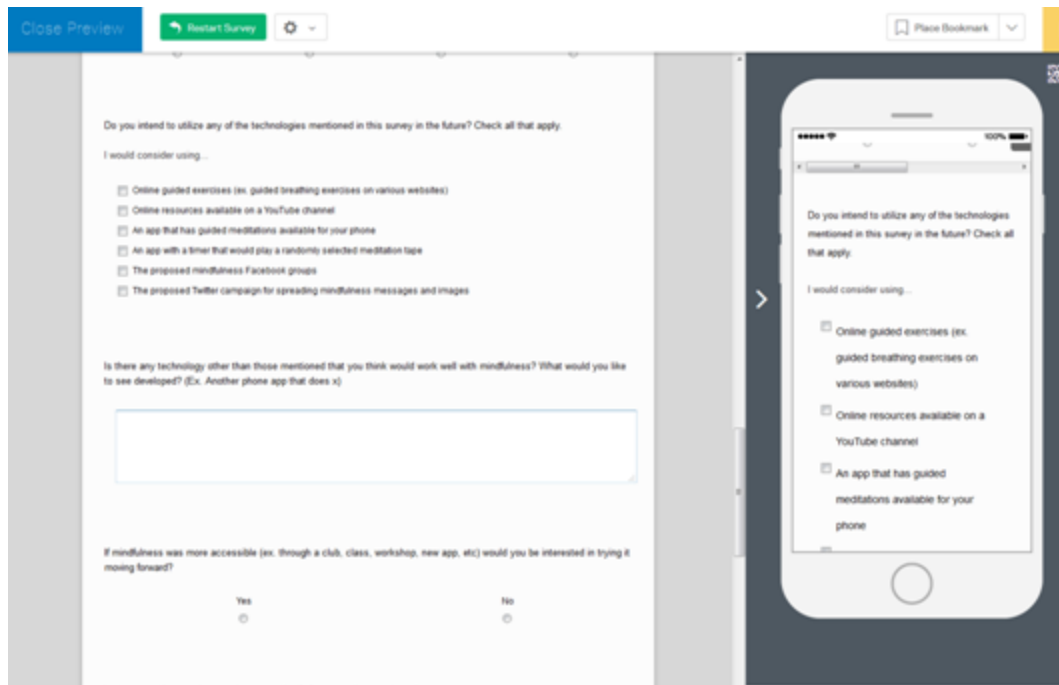 Close Preview
Restart Survey
Place Bookmark
Do you intend to utilize any of the technologies mentioned in this survey in the future? Check all that apply.
I would consider using...
Online guided exercises (ex. guided breathing exercises on various websites)
Online resources available on a YouTube channel
An app that has guided meditations available for your phone
An app with a timer that would play a randomly selected meditation tape
The proposed mindfulness Facebook groups
The proposed Twitter campaign for spreading mindfulness messages and images
Is there any technology other than those mentioned that you think would work well with mindfulness? What would you like
to see developed? (Ex. Another phone app that does x)
If mindfulness was more accessible (ex. through a club, class, workshop, new app, etc) would you be interested in trying it
moving forward?
Yes
No
100%
Do you intend to utilize any of the technologies
mentioned in this survey in the future? Check all
that apply.
I would consider using...
Online guided exercises (ex.
guided breathing exercises on
various websites)
Online resources available on a
YouTube channel
An app that has guided
meditations available for your
phone